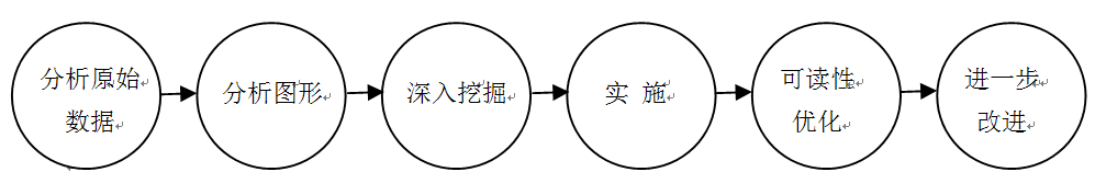 分析原始
数据
分析图形
深入挖掘
实 施
可读性
优化
进一步
改进